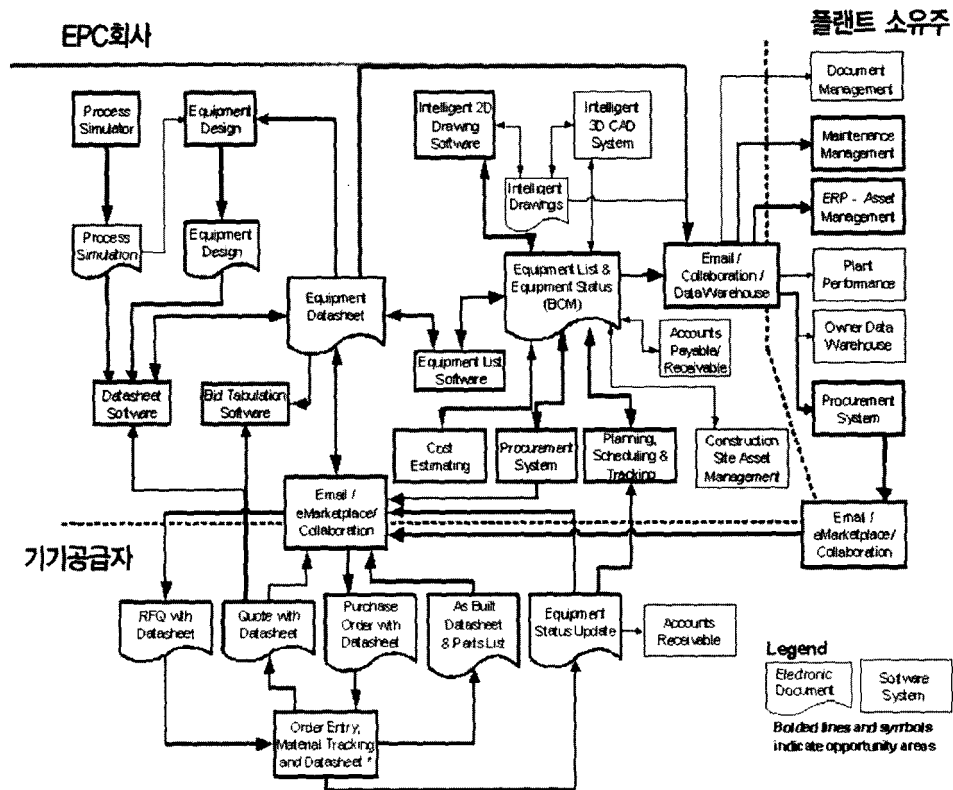 EPC회사
플랜트 소유주
Process
Simulator
Equipment
Design
Intelligent 2D
Drawing
Software
Intelligent
3D CAD
System
Document
Management
Maintenance
Management
Intelligent
Drawings
ERP - Asset
Management
Process
Simulation
Equipment
Design
Equipment
Datasheet
Equipment List &
Equipment Status
(BOM)
Email /
Collaboration /
Data Warehouse
Plant
Performance
Accounts
Payable/
Receivable
Owner Data
Warehouse
Equipment List
Software
Datasheet
Software
Bid Tabulation
Software
Procurement
System
Cost
Estimating
Procurement
System
Planning,
Scheduling &
Tracking
Construction
Site Asset
Management
Email /
eMarketplace/
Collaboration
Email /
eMarketplace/
Collaboration
기기공급자
RFQ with
Datasheet
Quote with
Datasheet
Purchase
Order with
Datasheet
As Built
Datasheet
& Parts List
Equipment
Status Update
Accounts
Receivable
Order Entry,
Material Tracking
and Datasheet *
Legend
Electronic
Document
Software
System
Bolded lines and symbols
indicate opportunity areas